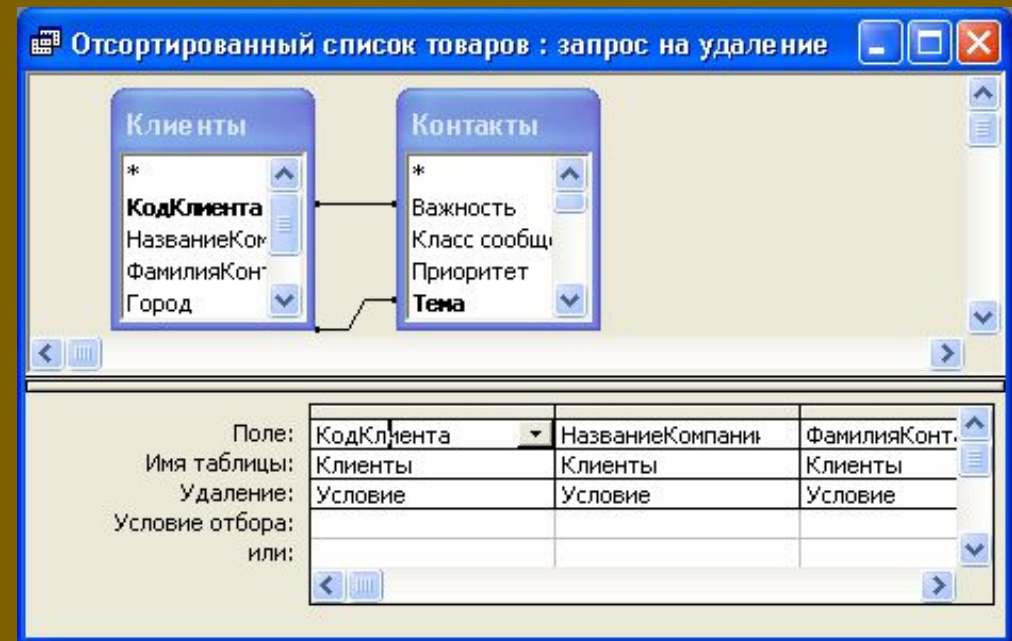 Отсортированный список товаров : запрос на удаление
Клиенты
*
КодКлиента
НазваниеКом
ФамилияКонт
Город
Контакты
*
Важность
Класс сообщ
Приоритет
Тема
Поле: КодКлиента НазваниеКомпании ФамилияКонт
Имя таблицы: Клиенты Клиенты Клиенты
Удаление: Условие Условие Условие
Условие отбора:
или: